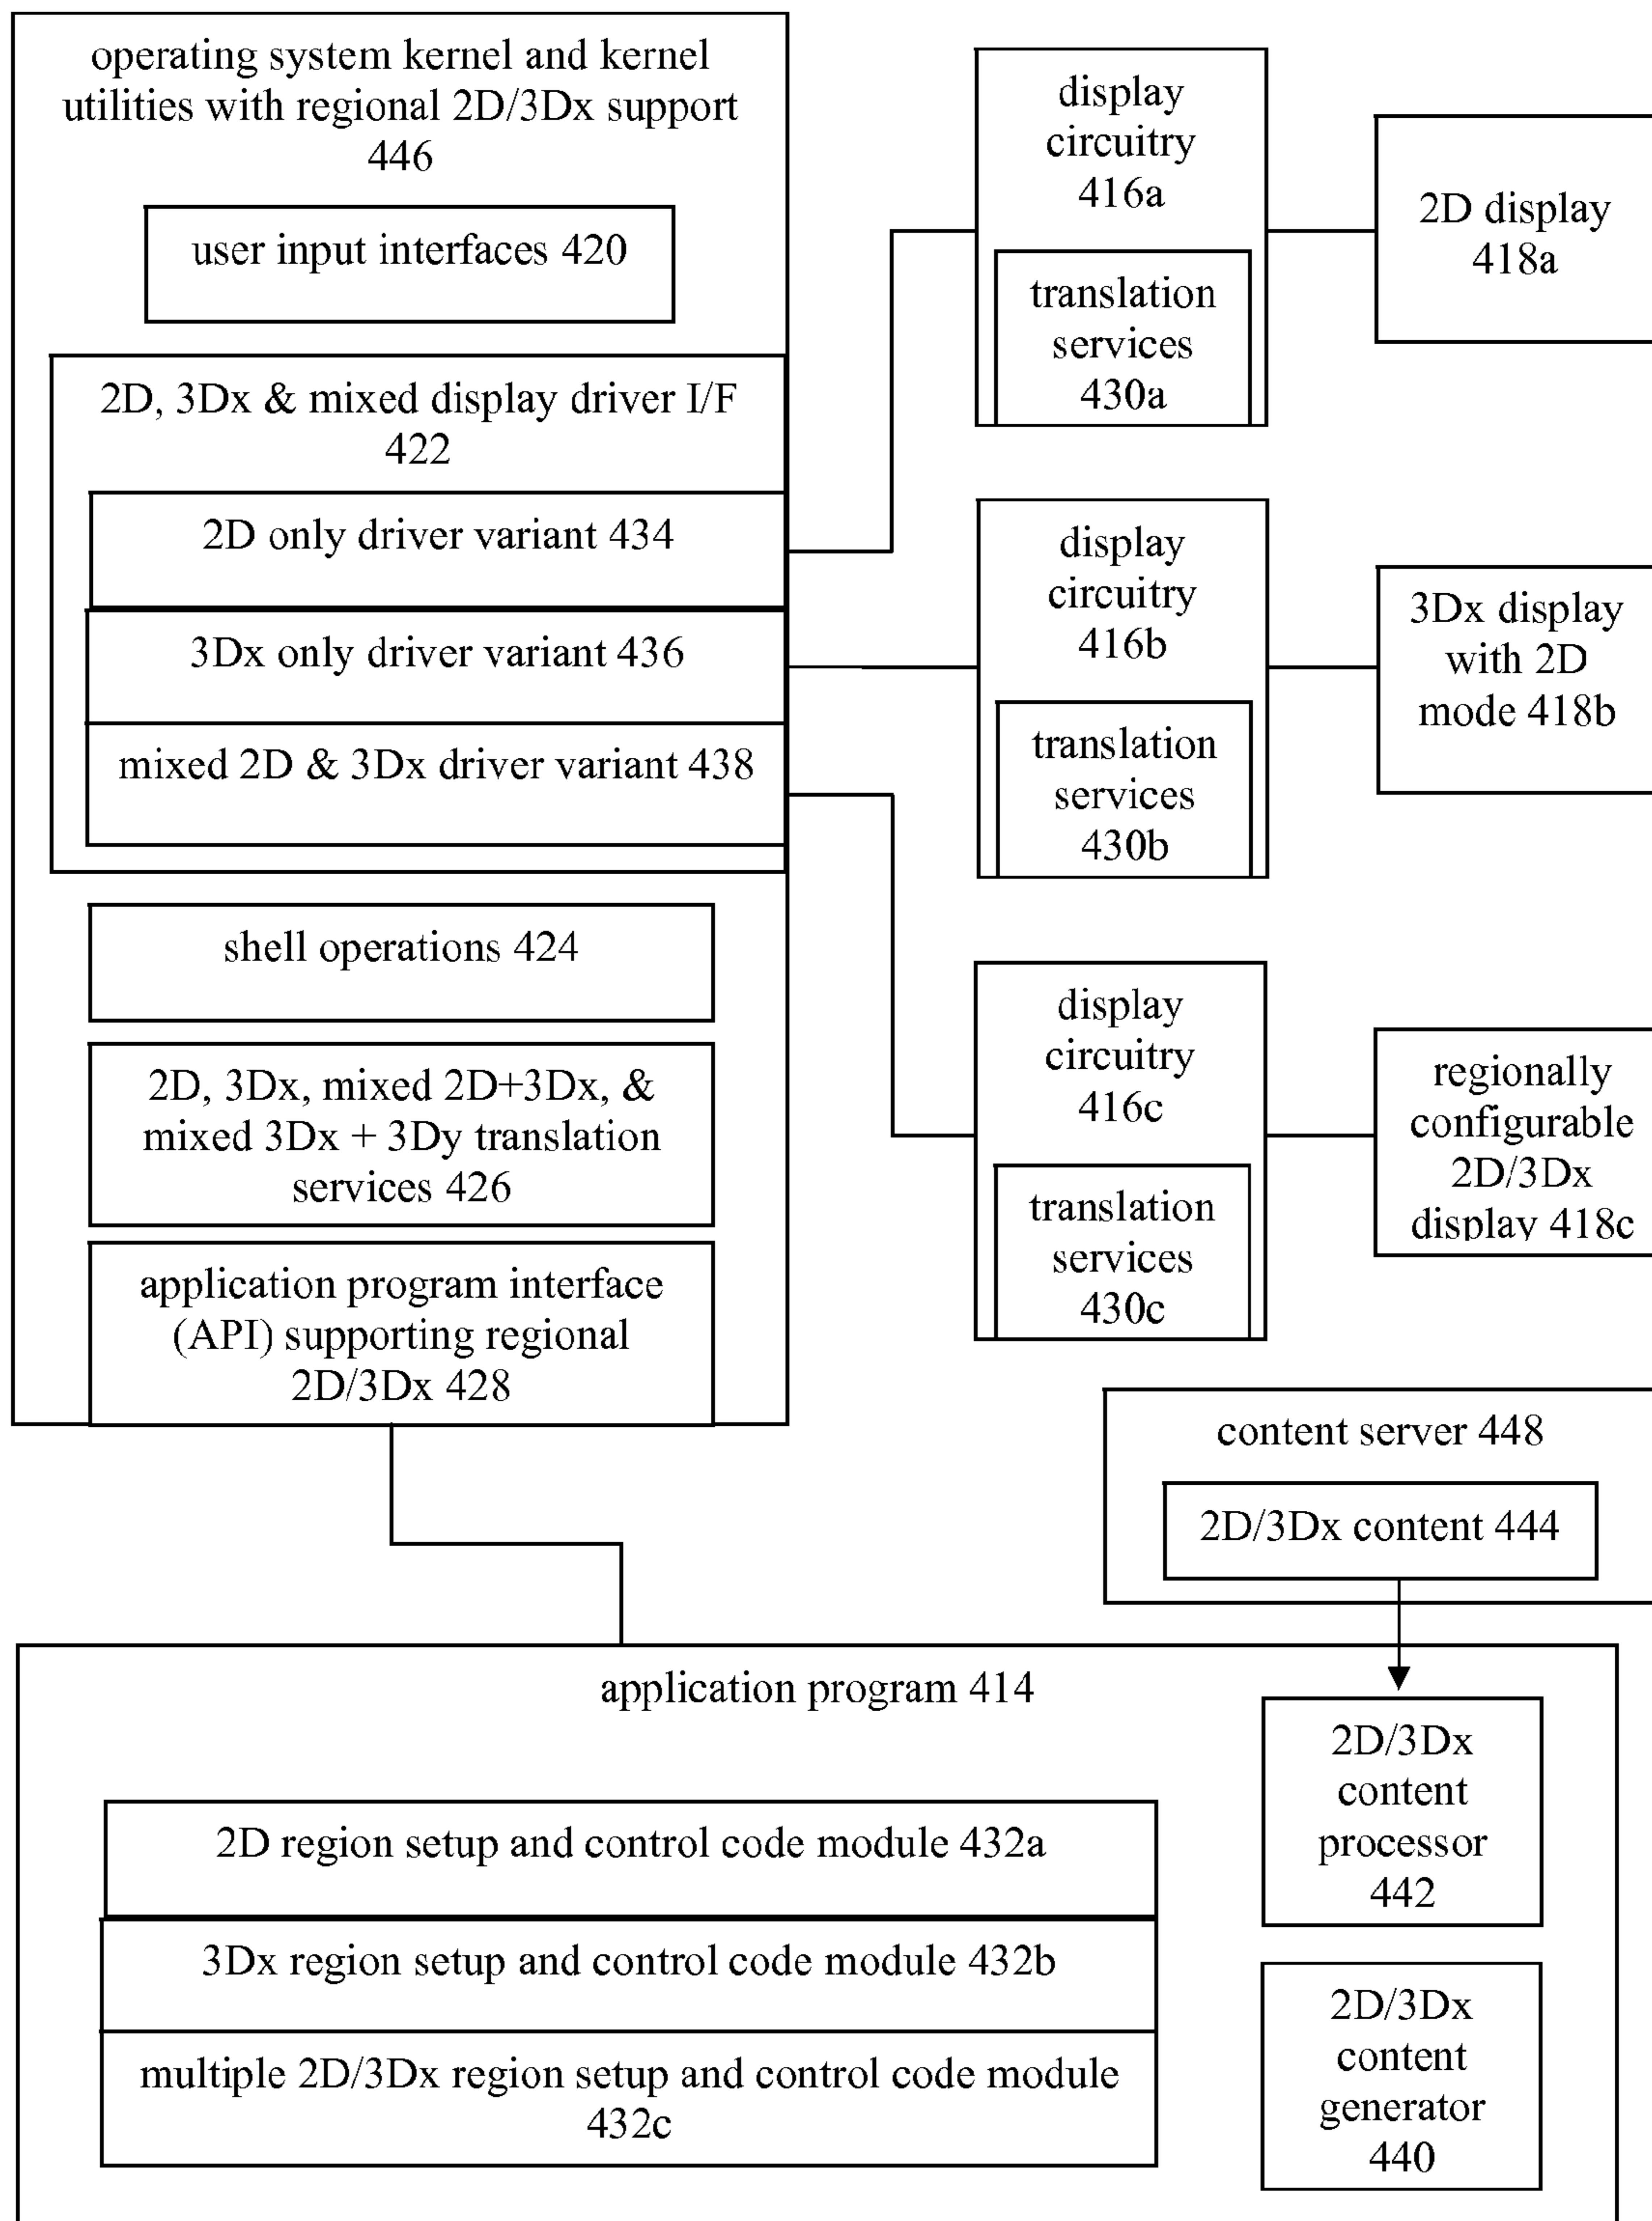 operating system kernel and kernel
utilities with regional 2D/3Dx support
446
user input interfaces 420
2D, 3Dx & mixed display driver I/F
422
2D only driver variant 434
3Dx only driver variant 436
mixed 2D & 3Dx driver variant 438
shell operations 424
2D, 3Dx, mixed 2D+3Dx, &
mixed 3Dx + 3Dy translation
services 426
application program interface
(API) supporting regional
2D/3Dx 428
display
circuitry
416a
translation
services
430a
2D display
418a
display
circuitry
416b
translation
services
430b
3Dx display
with 2D
mode 418b
display
circuitry
416c
translation
services
430c
regionally
configurable
2D/3Dx
display 418c
content server 448
2D/3Dx content 444
application program 414
2D region setup and control code module 432a
3Dx region setup and control code module 432b
multiple 2D/3Dx region setup and control code module
432c
2D/3Dx
content
processor
442
2D/3Dx
content
generator
440